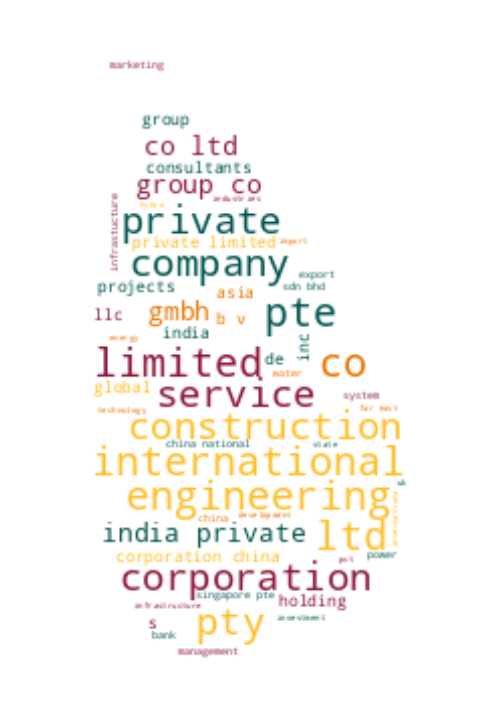 marketing
group
co ltd
consultants
group co
industries
infrastucture
hydro
private
private limited
import
company
export
projects
sdn bhd
asia
llc
gmbh
b v
pte
india
inc
energy
limited
de
co
water
global
service
system
technology
far east
construction
china national
state
international
engineering
china
development
india private
ltd
corporation china
power
pvt
corporation
singapore pte
infrastructure
holding
s
pty
investment
bank
management